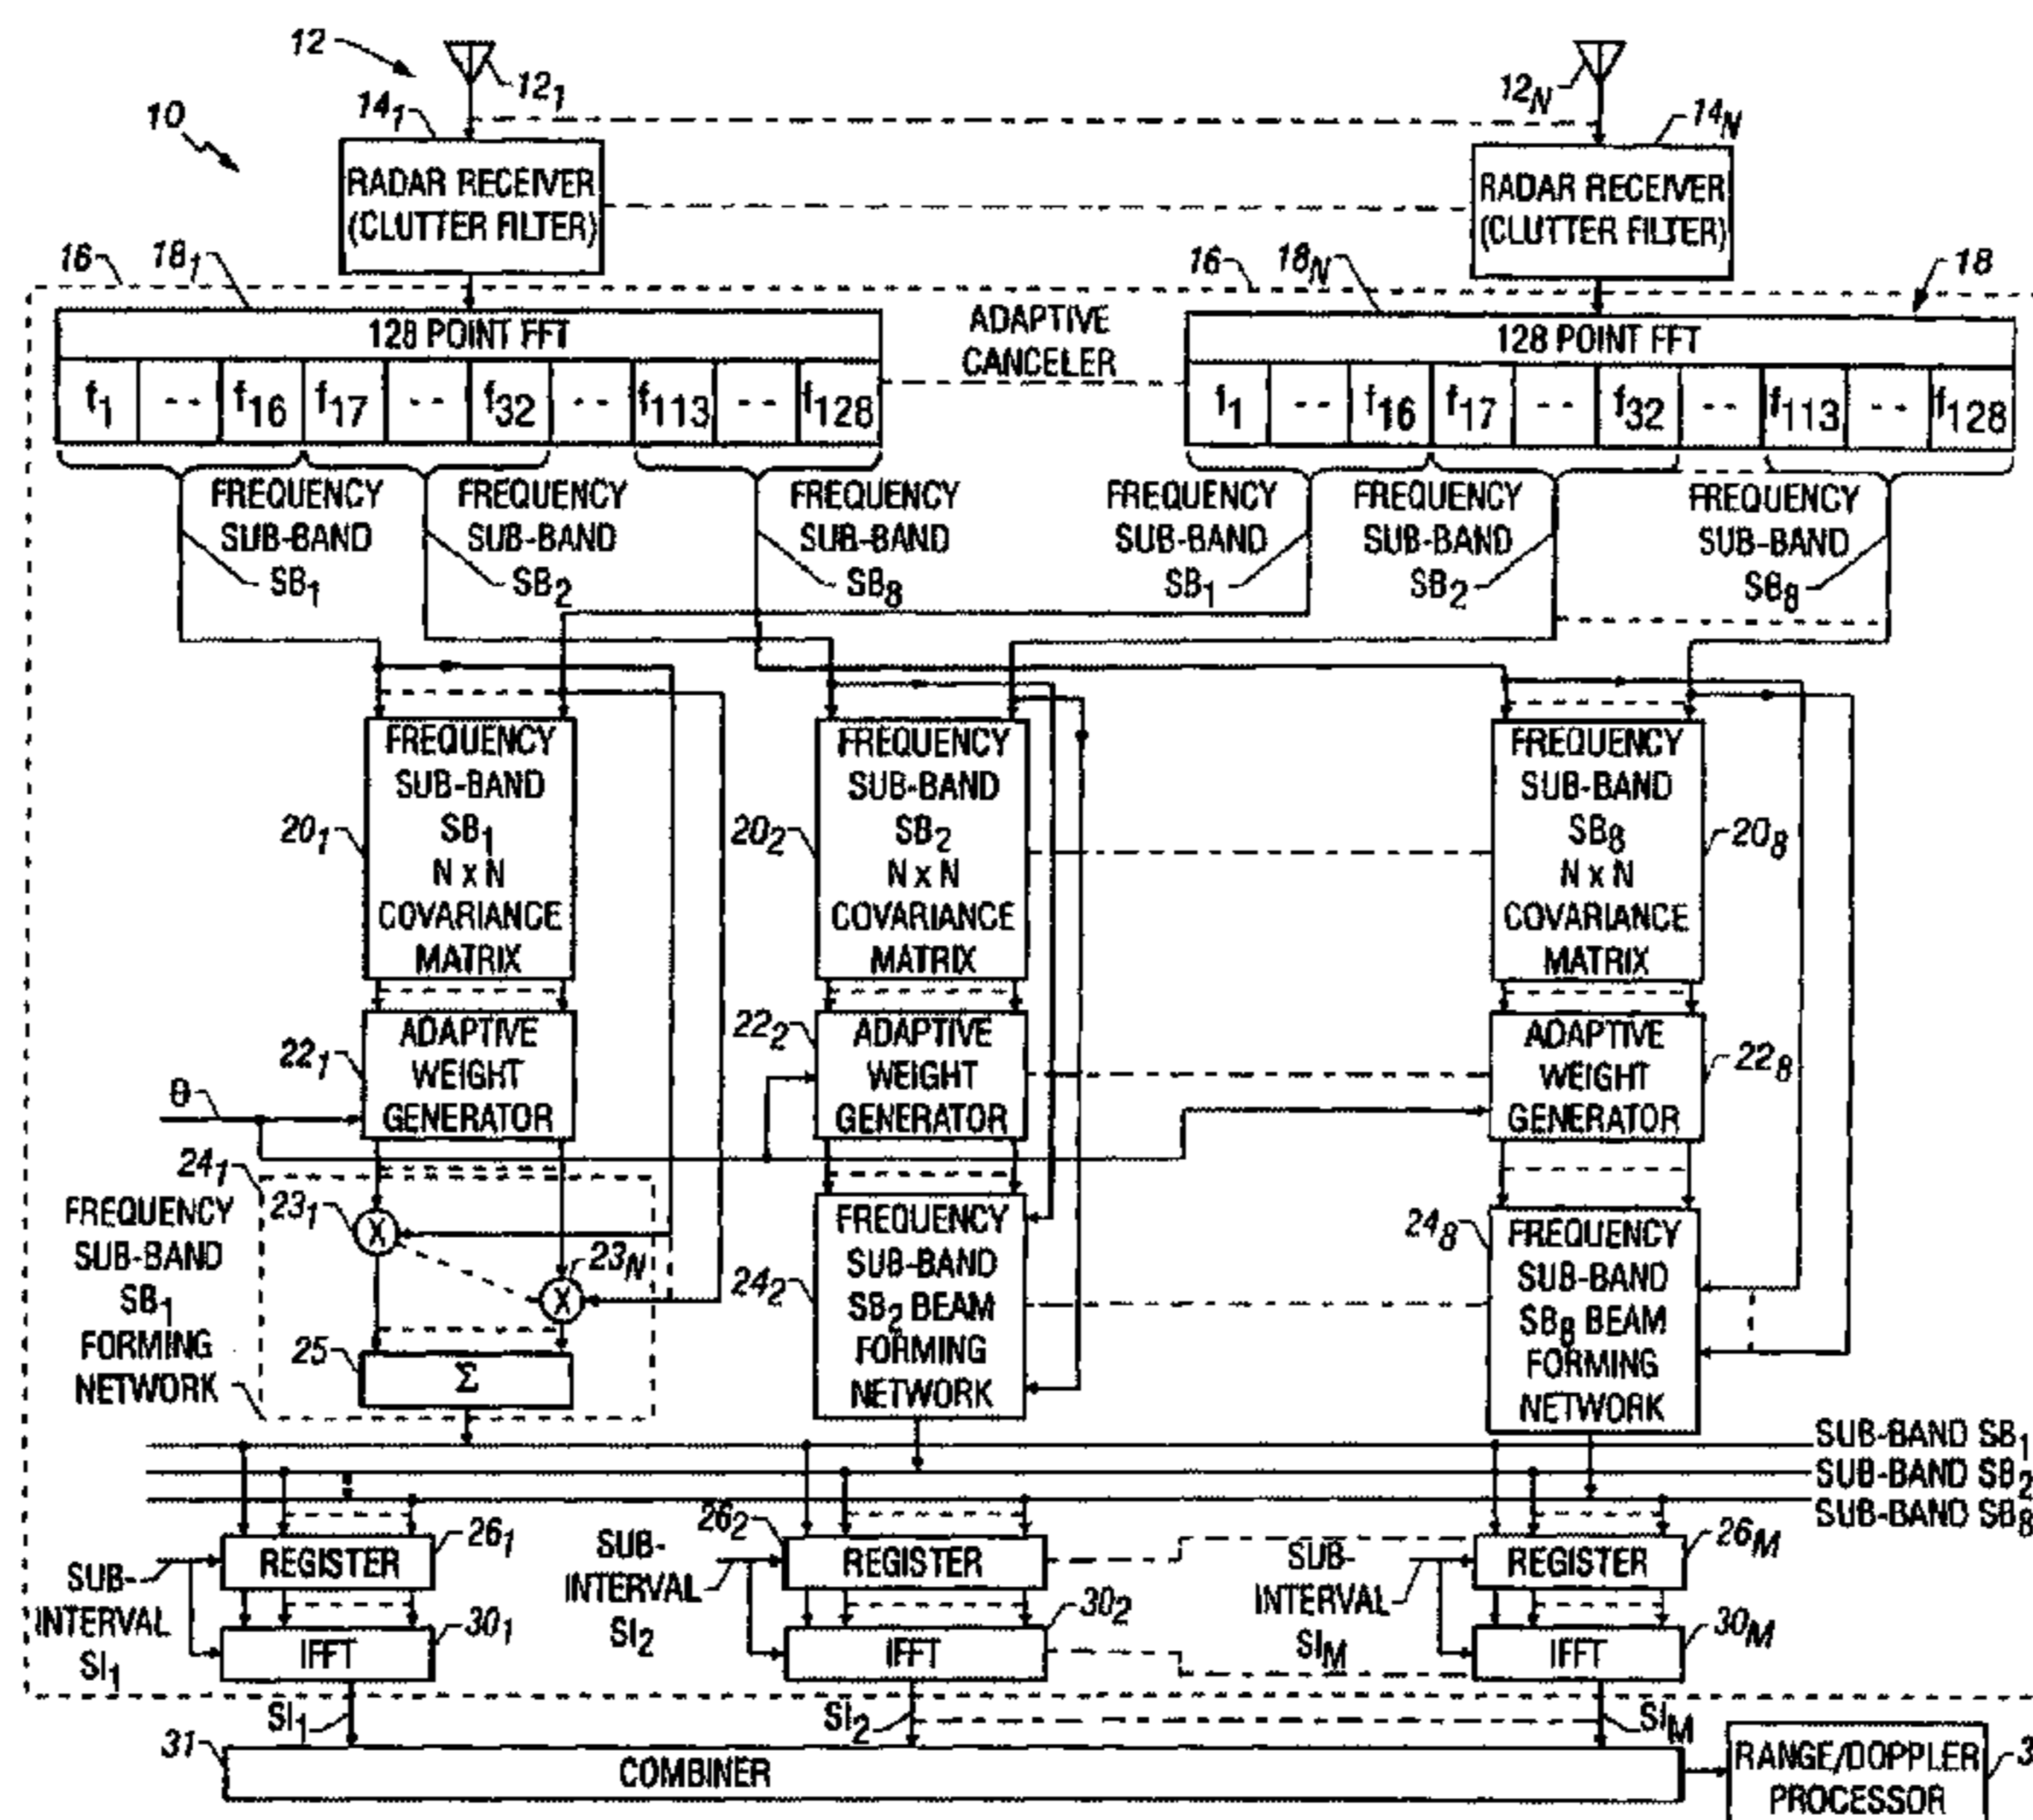 12
12₁
12N
10
14₁
14N
RADAR RECEIVER
(CLUTTER FILTER)
RADAR RECEIVER
(CLUTTER FILTER)
16
18₁
16
18N
18
128 POINT FFT
ADAPTIVE
CANCELER
128 POINT FFT
f₁ -- f₁₆ f₁₇ -- f₃₂ -- f₁₁₃ -- f₁₂₈
f₁ -- f₁₆ f₁₇ -- f₃₂ -- f₁₁₃ -- f₁₂₈
FREQUENCY
SUB-BAND
SB₁
FREQUENCY
SUB-BAND
SB₂
FREQUENCY
SUB-BAND
SB₈
FREQUENCY
SUB-BAND
SB₁
FREQUENCY
SUB-BAND
SB₂
FREQUENCY
SUB-BAND
SB₈
20₁
FREQUENCY
SUB-BAND
SB₁
N x N
COVARIANCE
MATRIX
20₂
FREQUENCY
SUB-BAND
SB₂
N x N
COVARIANCE
MATRIX
FREQUENCY
SUB-BAND
SB₈
N x N
COVARIANCE
MATRIX
20₈
22₁
ADAPTIVE
WEIGHT
GENERATOR
22₂
ADAPTIVE
WEIGHT
GENERATOR
ADAPTIVE
WEIGHT
GENERATOR
22₈
θ
24₁
FREQUENCY
SUB-BAND
SB₁
FORMING
NETWORK
23₁
X
23N
X
25
Σ
24₂
FREQUENCY
SUB-BAND
SB₂ BEAM
FORMING
NETWORK
24₈
FREQUENCY
SUB-BAND
SB₈ BEAM
FORMING
NETWORK
SUB-BAND SB₁
SUB-BAND SB₂
SUB-BAND SB₈
SUB-
INTERVAL
SI₁
REGISTER
26₁
IFFT
30₁
SUB-
INTERVAL
SI₂
26₂
REGISTER
30₂
IFFT
SUB-
INTERVAL
SIM
REGISTER
26M
IFFT
30M
SI₁
SI₂
SIM
31
COMBINER
RANGE/DOPPLER
PROCESSOR